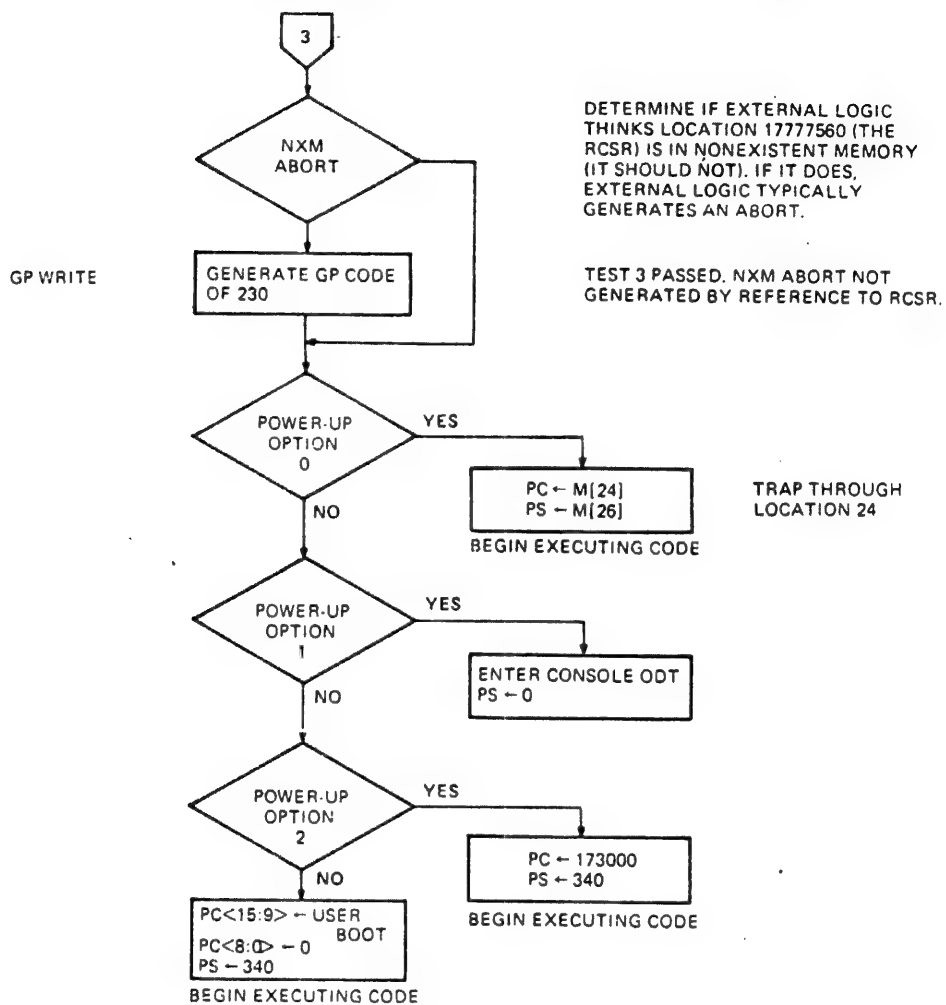 3
NXM
ABORT
DETERMINE IF EXTERNAL LOGIC
THINKS LOCATION 17777560 (THE
RCSR) IS IN NONEXISTENT MEMORY
(IT SHOULD NOT). IF IT DOES,
EXTERNAL LOGIC TYPICALLY
GENERATES AN ABORT.
GP WRITE
GENERATE GP CODE
OF 230
TEST 3 PASSED. NXM ABORT NOT
GENERATED BY REFERENCE TO RCSR.
POWER-UP
OPTION
0
YES
NO
PC ← M[24]
PS ← M[26]
TRAP THROUGH
LOCATION 24
BEGIN EXECUTING CODE
POWER-UP
OPTION
1
YES
NO
ENTER CONSOLE ODT
PS ← 0
POWER-UP
OPTION
2
YES
NO
PC ← 173000
PS ← 340
BEGIN EXECUTING CODE
PC<15:9> ← USER
BOOT
PC<8:0> ← 0
PS ← 340
BEGIN EXECUTING CODE